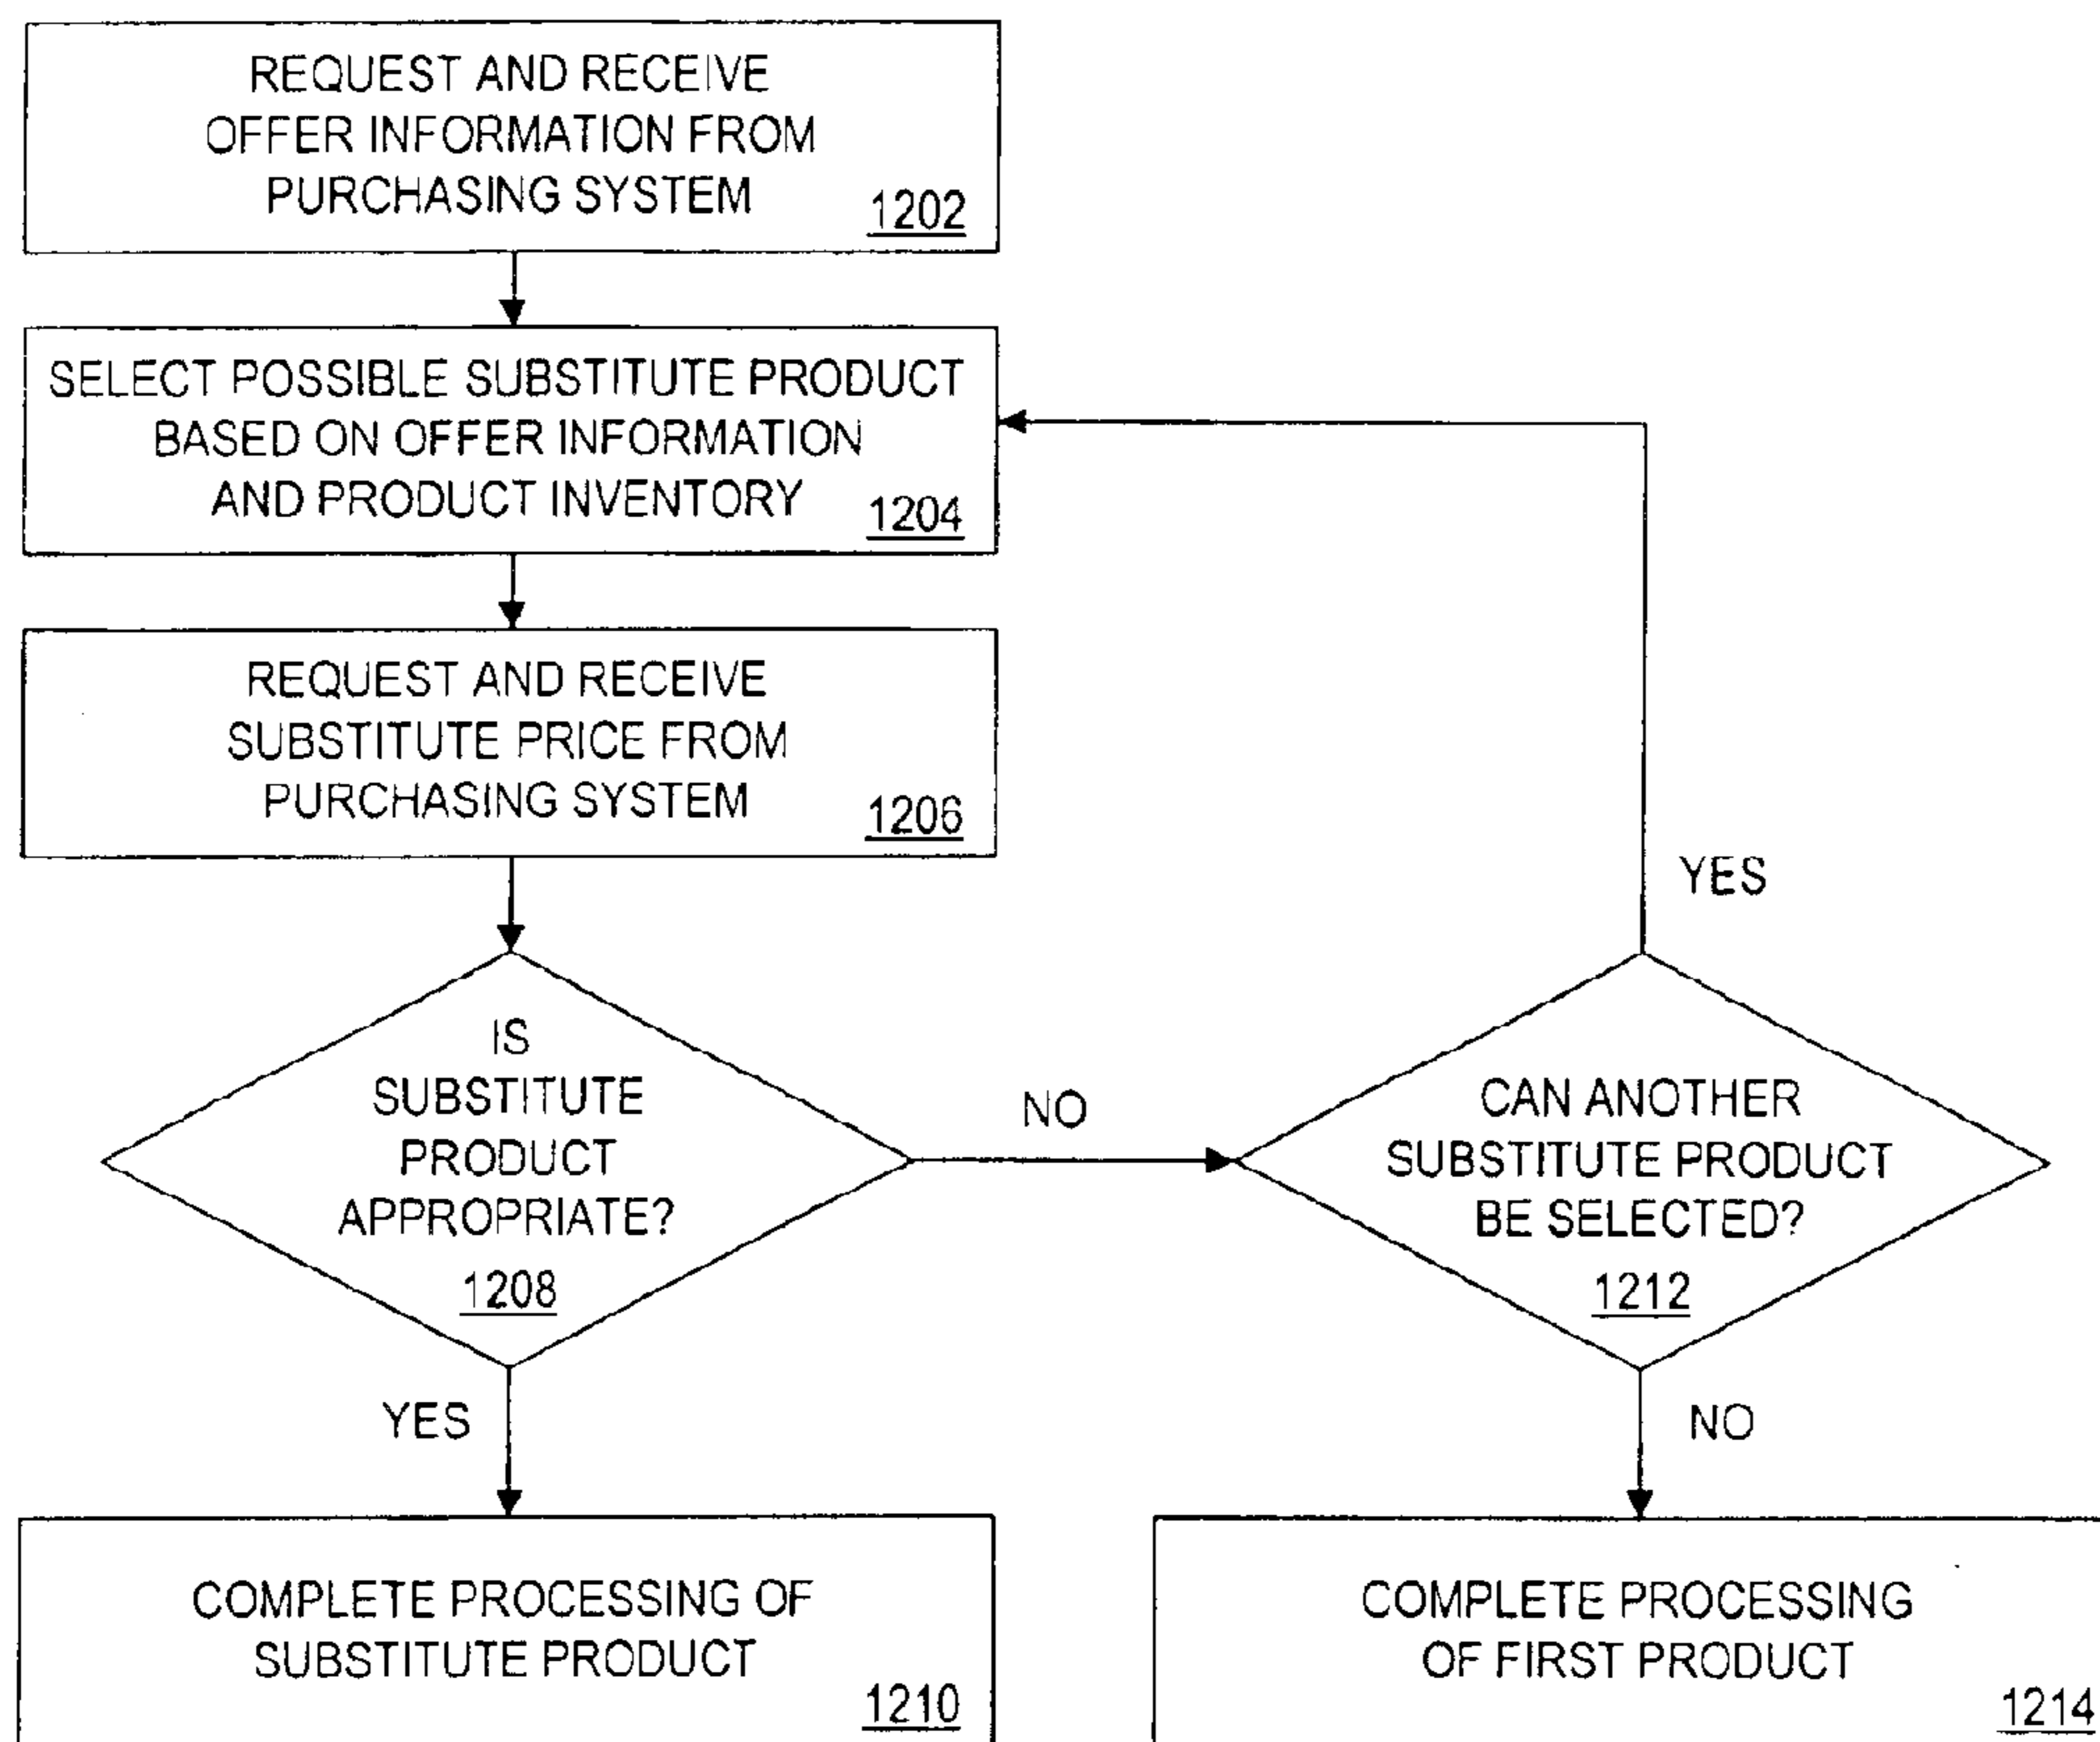 REQUEST AND RECEIVE
OFFER INFORMATION FROM
PURCHASING SYSTEM
1202
SELECT POSSIBLE SUBSTITUTE PRODUCT
BASED ON OFFER INFORMATION
AND PRODUCT INVENTORY
1204
REQUEST AND RECEIVE
SUBSTITUTE PRICE FROM
PURCHASING SYSTEM
1206
IS
SUBSTITUTE
PRODUCT
APPROPRIATE?
1208
NO
YES
CAN ANOTHER
SUBSTITUTE PRODUCT
BE SELECTED?
1212
YES
NO
COMPLETE PROCESSING OF
SUBSTITUTE PRODUCT
1210
COMPLETE PROCESSING
OF FIRST PRODUCT
1214